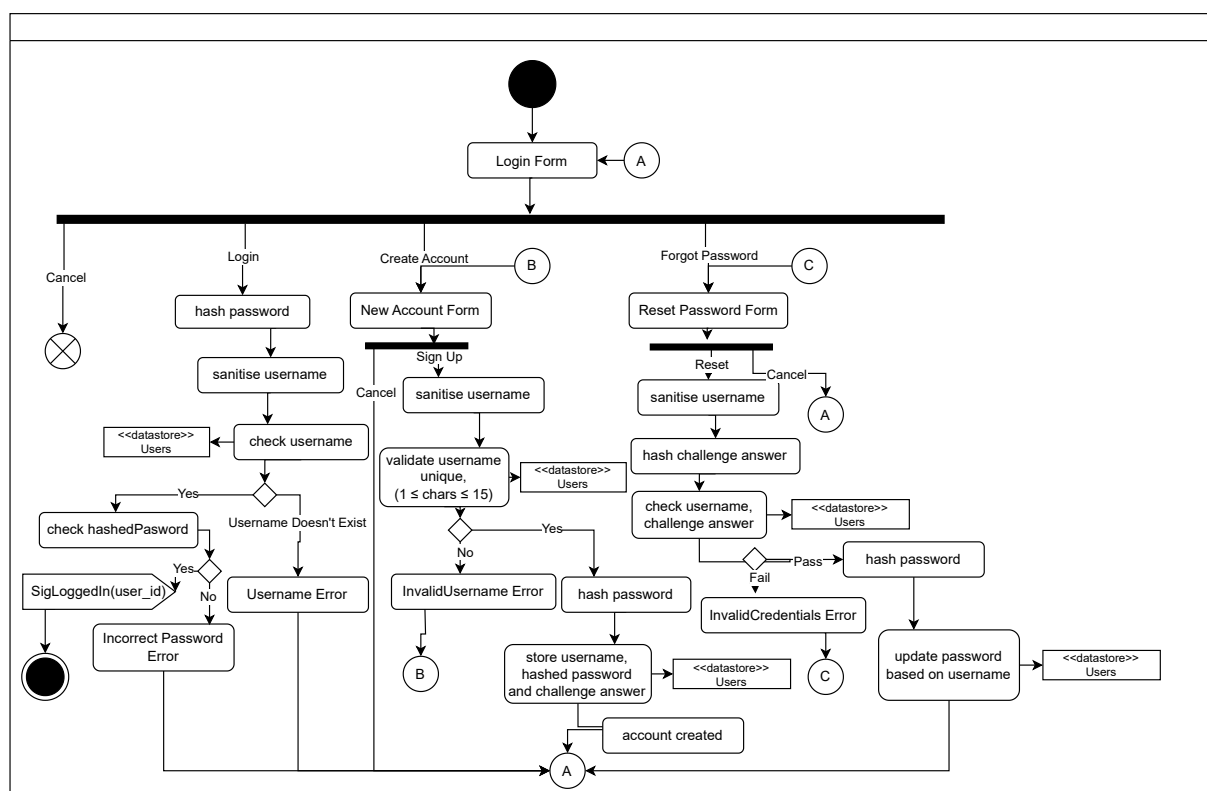 Login Form
A
Cancel
Login
Create Account
B
Forgot Password
C
hash password
New Account Form
Reset Password Form
Sign Up
Reset
Cancel
sanitise username
Cancel
sanitise username
sanitise username
A
<<datastore>>
Users
check username
validate username
unique,
(1 ≤ chars ≤ 15)
<<datastore>>
Users
hash challenge answer
Yes
check username,
challenge answer
<<datastore>>
Users
check hashedPasword
Username Doesn't Exist
Yes
No
Pass
hash password
Yes
SigLoggedIn(user_id)
No
Username Error
InvalidUsername Error
hash password
Fail
InvalidCredentials Error
Incorrect Password
Error
B
store username,
hashed password
and challenge answer
<<datastore>>
Users
C
update password
based on username
<<datastore>>
Users
account created
A